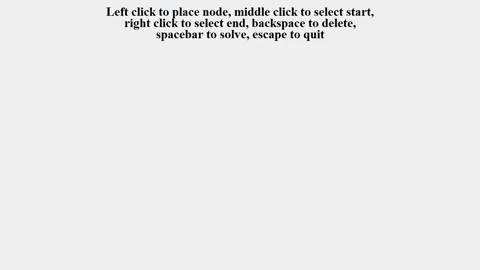 Left click to place node, middle click to select start,
right click to select end, backspace to delete,
spacebar to solve, escape to quit